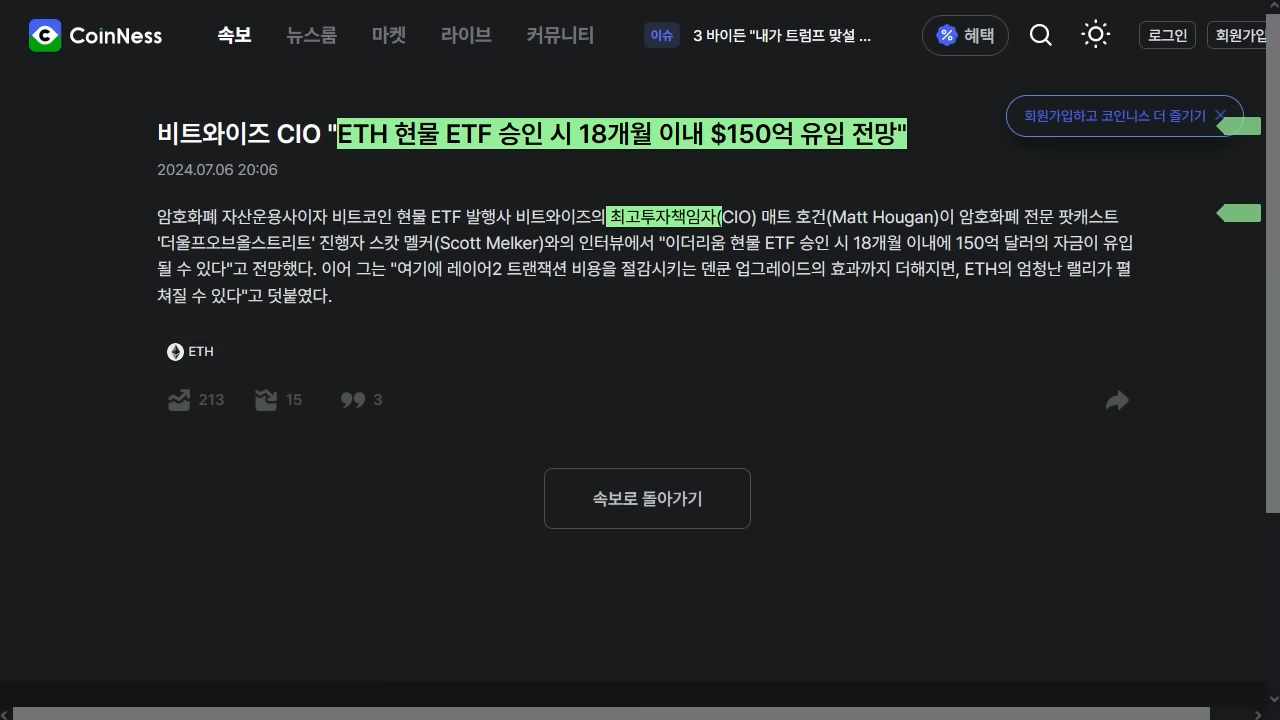 CoinNess 속보 뉴스룸 마켓 라이브 커뮤니티 이슈 3 바이든 "내가 트럼프 맞설 ... 혜택 로그인 회원가입
회원가입하고 코인니스 더 즐기기
비트와이즈 CIO "ETH 현물 ETF 승인 시 18개월 이내 $150억 유입 전망"
2024.07.06 20:06
암호화폐 자산운용사이자 비트코인 현물 ETF 발행사 비트와이즈의 최고투자책임자(CIO) 매트 호건(Matt Hougan)이 암호화폐 전문 팟캐스트
'더울프오브올스트리트' 진행자 스캇 멜커(Scott Melker)와의 인터뷰에서 "이더리움 현물 ETF 승인 시 18개월 이내에 150억 달러의 자금이 유입
될 수 있다"고 전망했다. 이어 그는 "여기에 레이어2 트랜잭션 비용을 절감시키는 덴쿤 업그레이드의 효과까지 더해지면, ETH의 엄청난 랠리가 펼
쳐질 수 있다"고 덧붙였다.
ETH
213 15 3
속보로 돌아가기